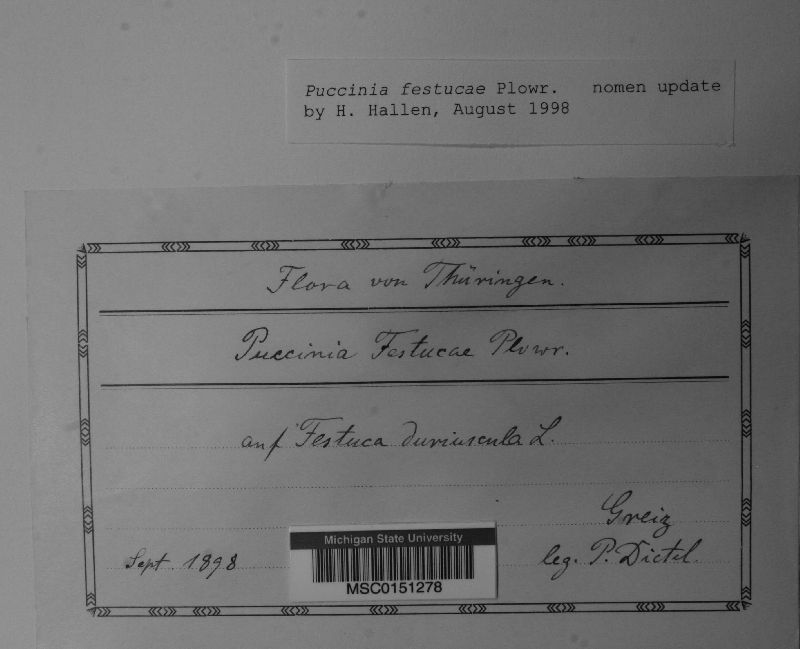 Puccinia festucae Plowr. nomen update
by H. Hallen, August 1998
Flora von Thüringen.
Puccinia Festucae Plowr.
auf Festuca duriuscula L.
Greiz
Sept. 1898 leg. P. Dietel.
Michigan State University
MSC0151278